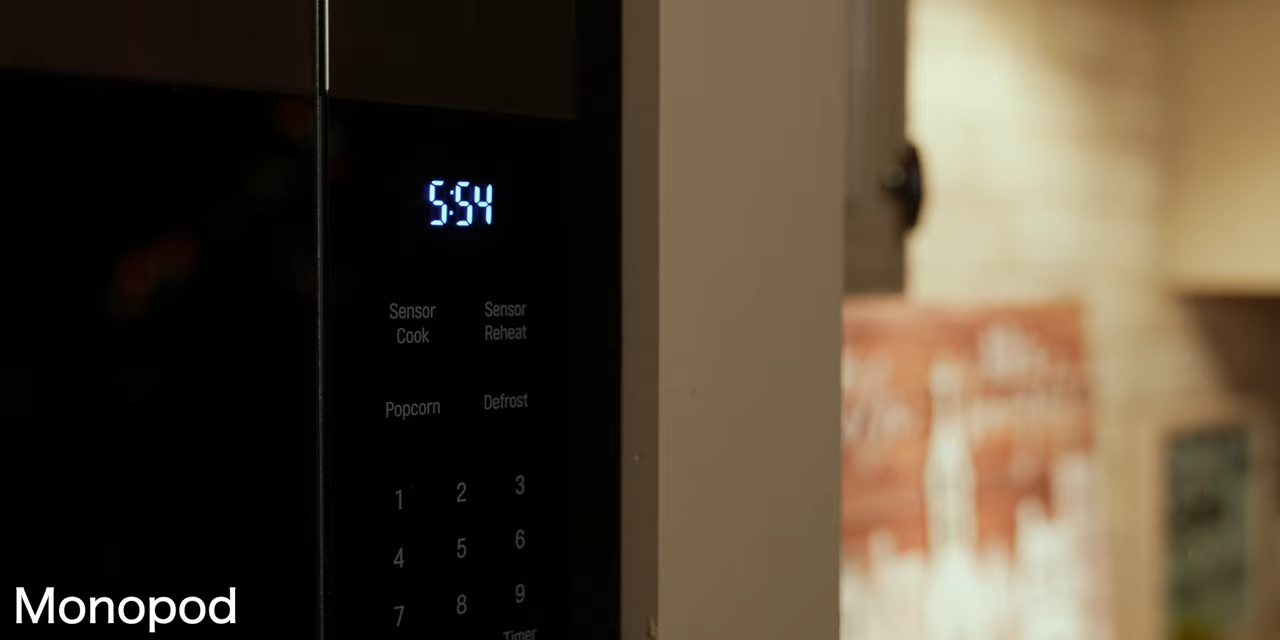 5:54
Sensor Cook
Sensor Reheat
Popcorn
Defrost
1 2 3
4 5 6
7 8 9
Timer
Monopod